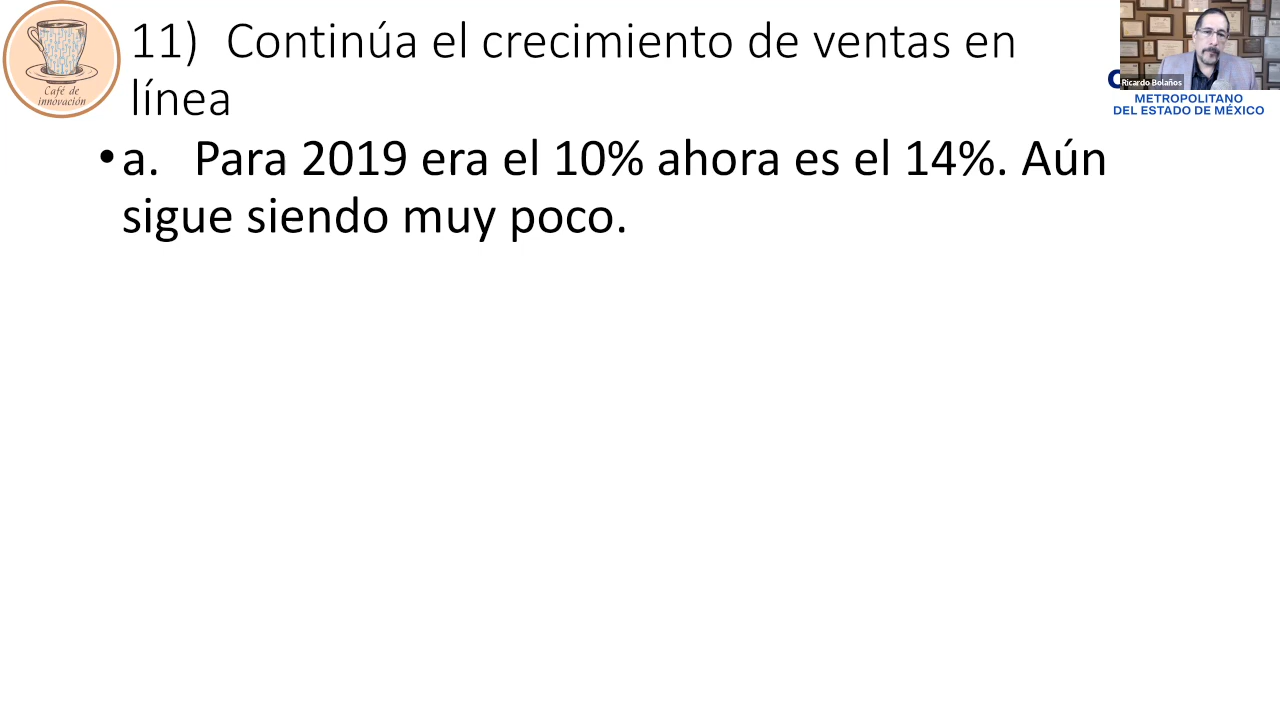 11) Continúa el crecimiento de ventas en
línea
• a. Para 2019 era el 10% ahora es el 14%. Aún
sigue siendo muy poco.
Café de
innovación
Ricardo Bolaños
METROPOLITANO
DEL ESTADO DE MÉXICO